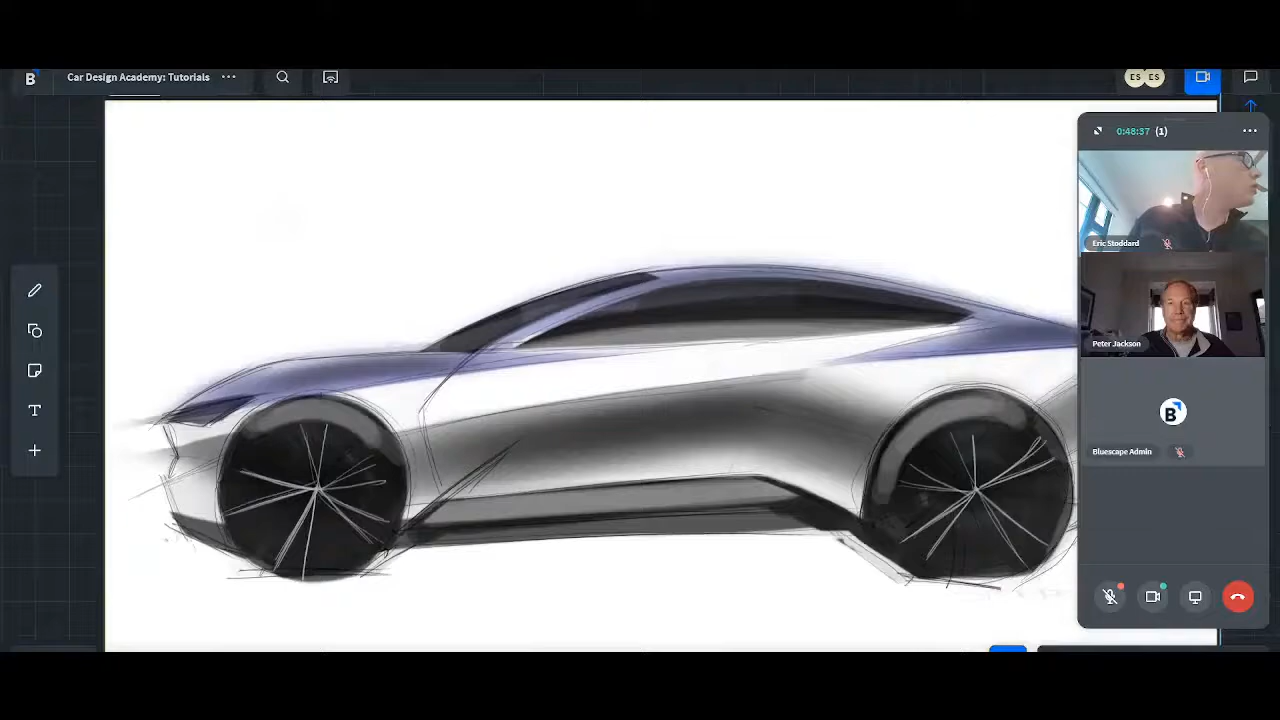 B
Car Design Academy: Tutorials
ES ES
0:48:37 (1)
Eric Stoddard
Peter Jackson
B
Bluescape Admin
T